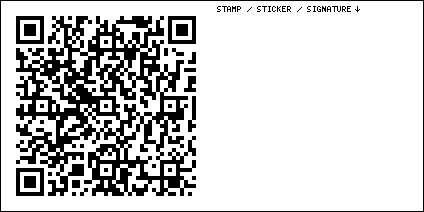 STAMP / STICKER / SIGNATURE ↓